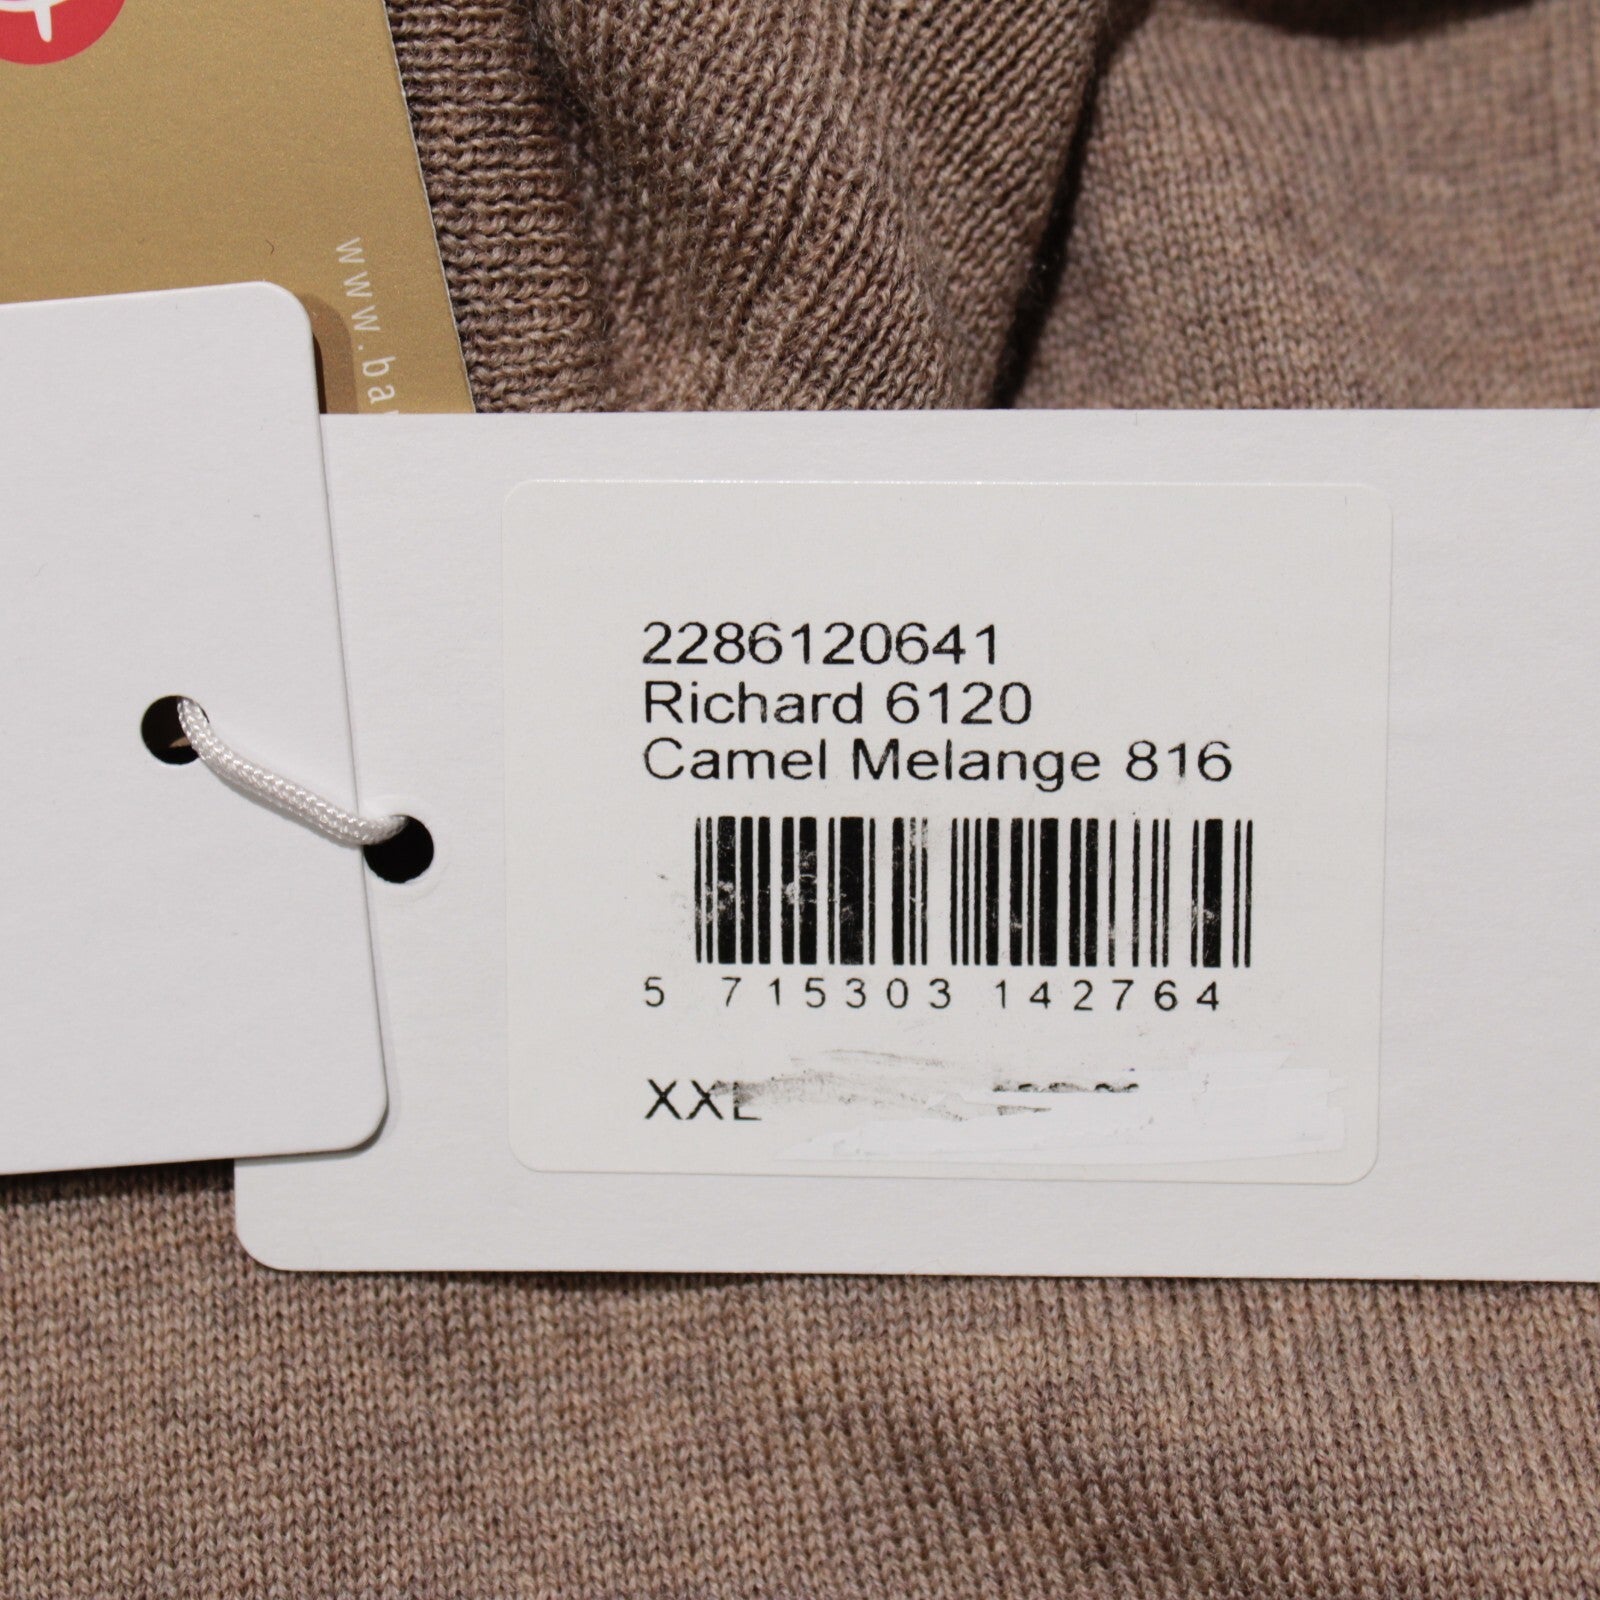 www.ba
2286120641
Richard 6120
Camel Melange 816
5 715303 142764
XXL